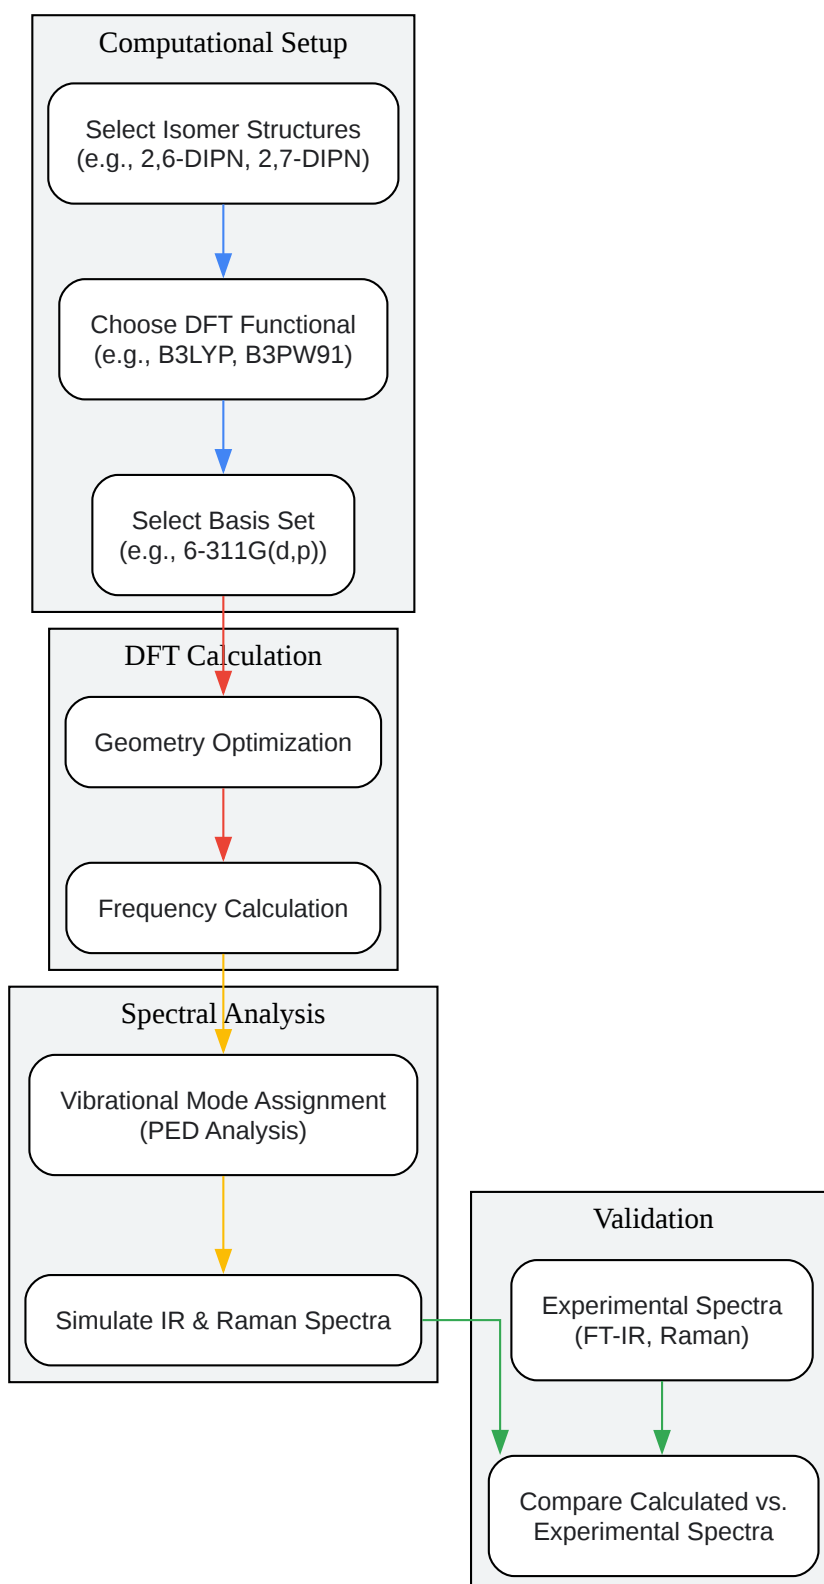 Computational Setup
Select Isomer Structures
(e.g., 2,6-DIPN, 2,7-DIPN)
Choose DFT Functional
(e.g., B3LYP, B3PW91)
Select Basis Set
(e.g., 6-311G(d,p))
DFT Calculation
Geometry Optimization
Frequency Calculation
Spectral Analysis
Vibrational Mode Assignment
(PED Analysis)
Simulate IR & Raman Spectra
Validation
Experimental Spectra
(FT-IR, Raman)
Compare Calculated vs.
Experimental Spectra